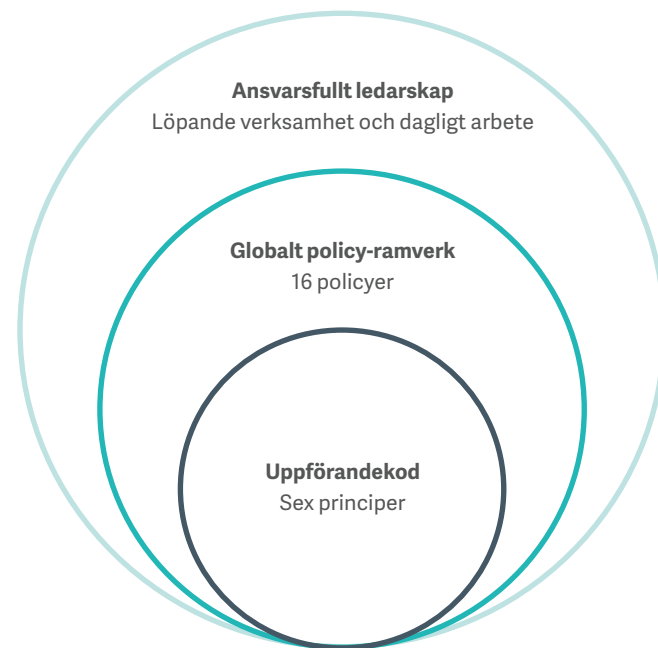 Ansvarsfullt ledarskap
Löpande verksamhet och dagligt arbete
Globalt policy-ramverk
16 policyer
Uppförandekod
Sex principer